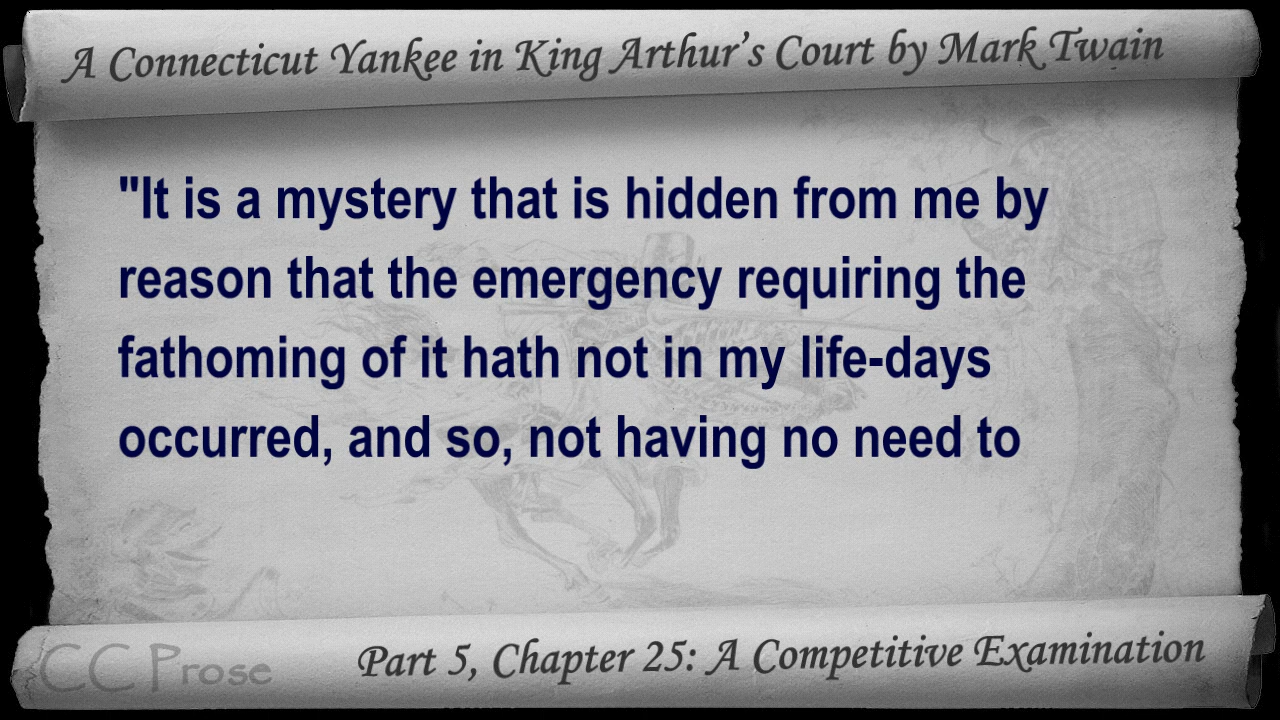 A Connecticut Yankee in King Arthur's Court by Mark Twain
"It is a mystery that is hidden from me by
reason that the emergency requiring the
fathoming of it hath not in my life-days
occurred, and so, not having no need to
CC Prose
Part 5, Chapter 25: A Competitive Examination